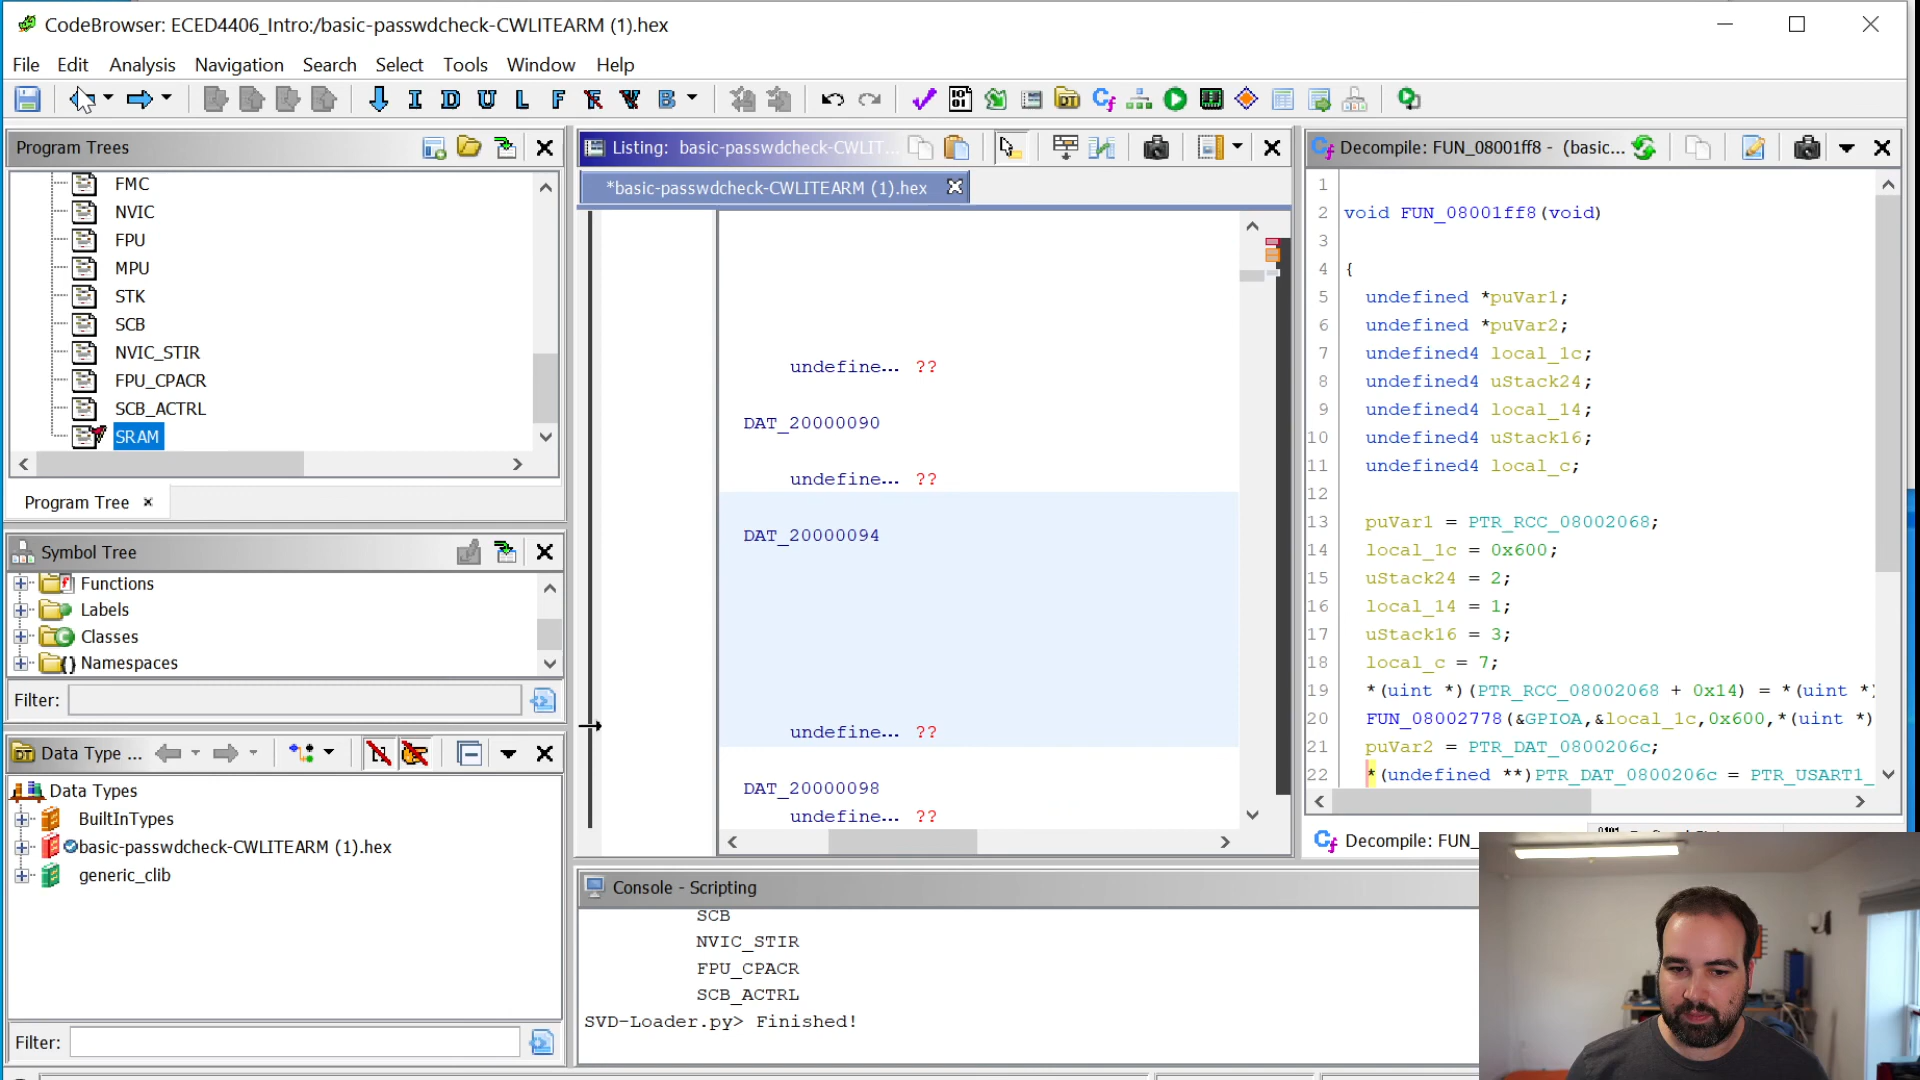 CodeBrowser: ECED4406_Intro:/basic-passwdcheck-CWLITEARM (1).hex
File Edit Analysis Navigation Search Select Tools Window Help
I D U L F B
Program Trees
FMC
NVIC
FPU
MPU
STK
SCB
NVIC_STIR
FPU_CPACR
SCB_ACTRL
SRAM
Program Tree
Symbol Tree
Functions
Labels
Classes
Namespaces
Filter:
Data Type ...
Data Types
BuiltInTypes
basic-passwdcheck-CWLITEARM (1).hex
generic_clib
Filter:
Listing: basic-passwdcheck-CWLIT...
*basic-passwdcheck-CWLITEARM (1).hex
undefine... ??
DAT_20000090
undefine... ??
DAT_20000094
undefine... ??
DAT_20000098
undefine... ??
Decompile: FUN_08001ff8 - (basic...
1
2 void FUN_08001ff8(void)
3
4 {
5 undefined *puVar1;
6 undefined *puVar2;
7 undefined4 local_1c;
8 undefined4 uStack24;
9 undefined4 local_14;
10 undefined4 uStack16;
11 undefined4 local_c;
12
13 puVar1 = PTR_RCC_08002068;
14 local_1c = 0x600;
15 uStack24 = 2;
16 local_14 = 1;
17 uStack16 = 3;
18 local_c = 7;
19 *(uint *)(PTR_RCC_08002068 + 0x14) = *(uint *)
20 FUN_08002778(&GPIOA,&local_1c,0x600,*(uint *)
21 puVar2 = PTR_DAT_0800206c;
22 *(undefined **)PTR_DAT_0800206c = PTR_USART1_
Decompile: FUN_
Console - Scripting
SCB
NVIC_STIR
FPU_CPACR
SCB_ACTRL
SVD-Loader.py> Finished!